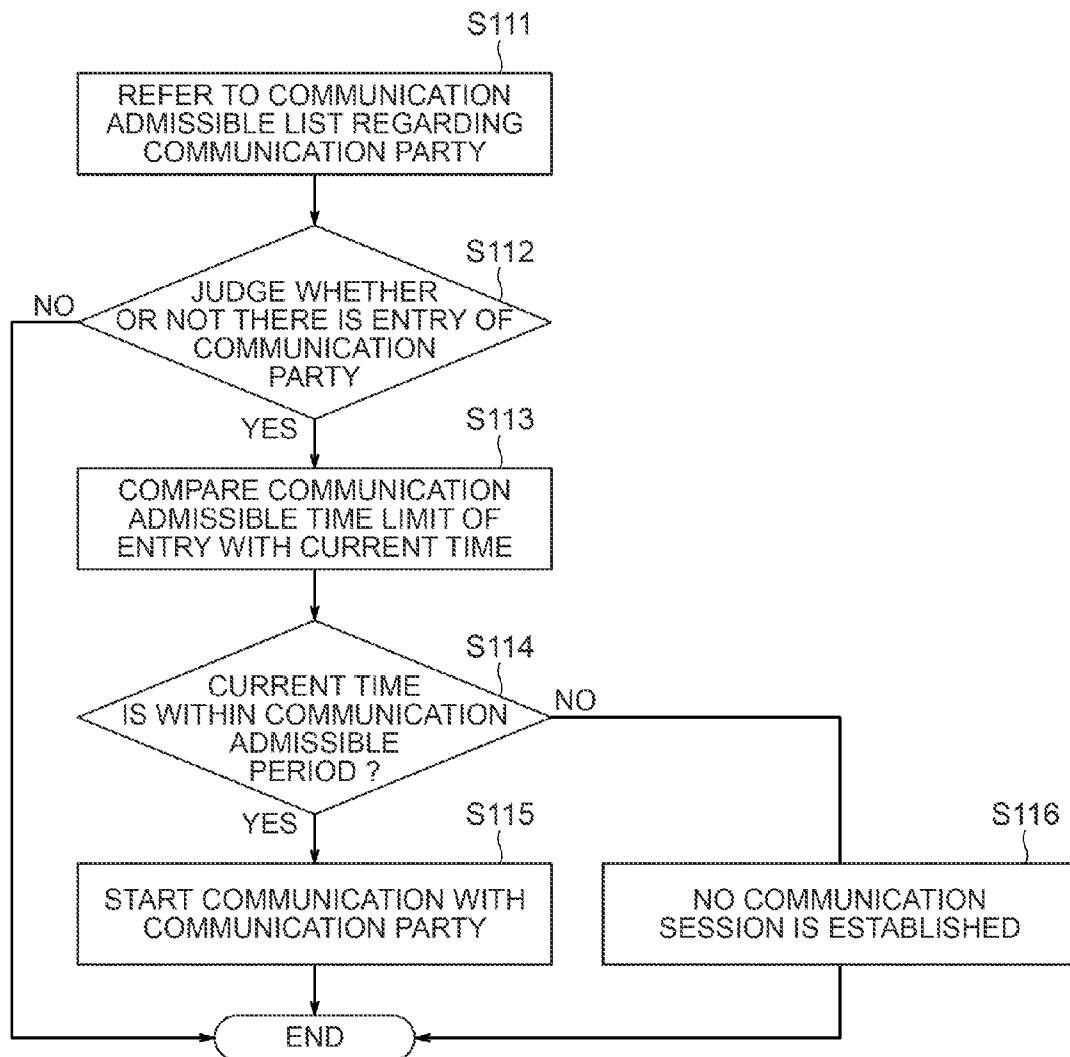 S111
REFER TO COMMUNICATION
ADMISSIBLE LIST REGARDING
COMMUNICATION PARTY
S112
JUDGE WHETHER
OR NOT THERE IS ENTRY OF
COMMUNICATION
PARTY
NO
YES
S113
COMPARE COMMUNICATION
ADMISSIBLE TIME LIMIT OF
ENTRY WITH CURRENT TIME
S114
CURRENT TIME
IS WITHIN COMMUNICATION
ADMISSIBLE
PERIOD ?
NO
YES
S115
START COMMUNICATION WITH
COMMUNICATION PARTY
S116
NO COMMUNICATION
SESSION IS ESTABLISHED
END